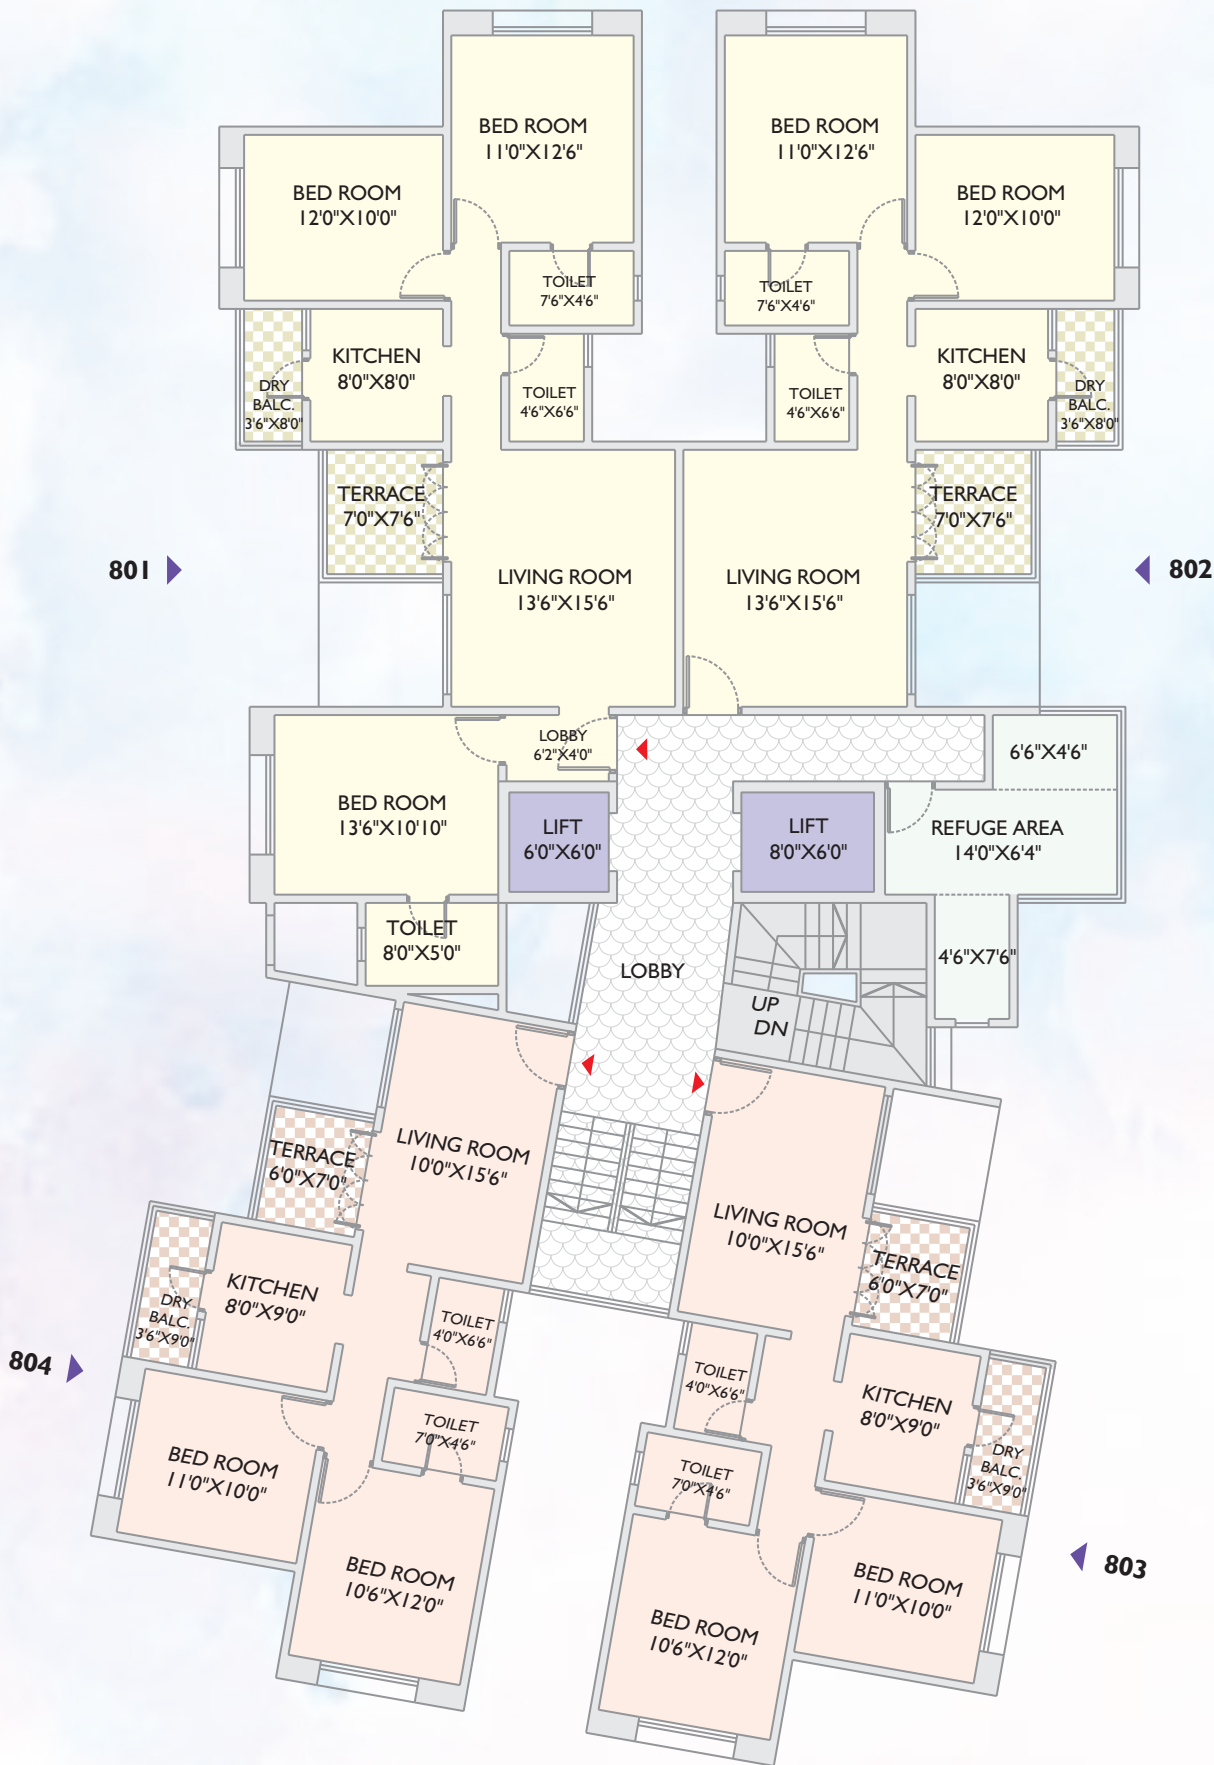 BED ROOM
11'0"X12'6"
BED ROOM
11'0"X12'6"
BED ROOM
12'0"X10'0"
BED ROOM
12'0"X10'0"
TOILET
7'6"X4'6"
TOILET
7'6"X4'6"
KITCHEN
8'0"X8'0"
KITCHEN
8'0"X8'0"
DRY
BALC.
3'6"X8'0"
TOILET
4'6"X6'6"
TOILET
4'6"X6'6"
DRY
BALC.
3'6"X8'0"
TERRACE
7'0"X7'6"
TERRACE
7'0"X7'6"
801
LIVING ROOM
13'6"X15'6"
LIVING ROOM
13'6"X15'6"
802
LOBBY
6'2"X4'0"
6'6"X4'6"
BED ROOM
13'6"X10'10"
LIFT
6'0"X6'0"
LIFT
8'0"X6'0"
REFUGE AREA
14'0"X6'4"
TOILET
8'0"X5'0"
LOBBY
4'6"X7'6"
UP
DN
LIVING ROOM
10'0"X15'6"
TERRACE
6'0"X7'0"
LIVING ROOM
10'0"X15'6"
TERRACE
6'0"X7'0"
KITCHEN
8'0"X9'0"
DRY
BALC.
3'6"X9'0"
TOILET
4'0"X6'6"
804
TOILET
4'0"X6'6"
KITCHEN
8'0"X9'0"
TOILET
7'0"X4'6"
BED ROOM
11'0"X10'0"
TOILET
7'0"X4'6"
DRY
BALC.
3'6"X9'0"
BED ROOM
10'6"X12'0"
BED ROOM
11'0"X10'0"
803
BED ROOM
10'6"X12'0"